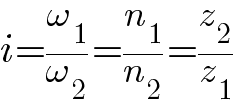 i = ω₁/ω₂ = n₁/n₂ = z₂/z₁